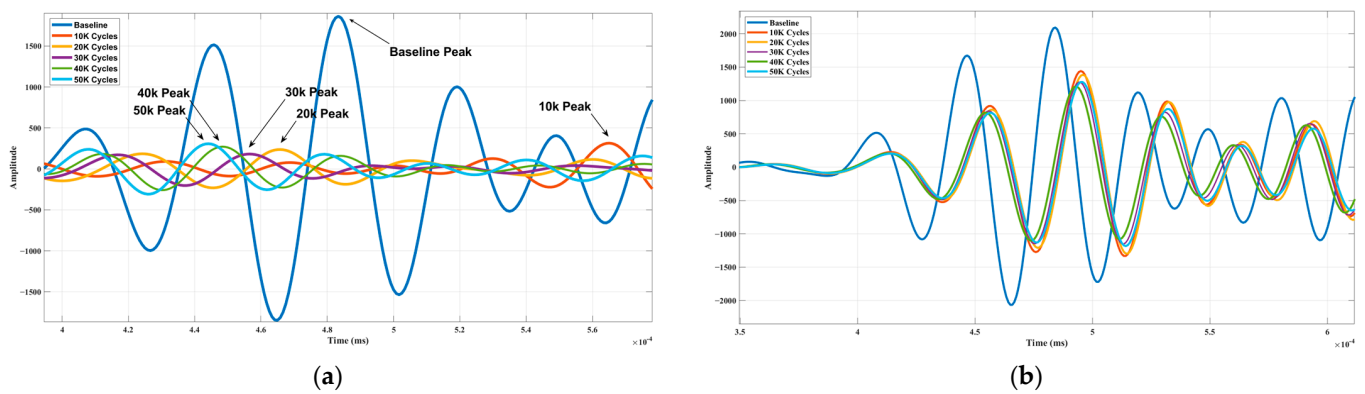 Baseline
10K Cycles
20K Cycles
30K Cycles
40K Cycles
50K Cycles
Baseline Peak
40k Peak
30k Peak
50k Peak
20k Peak
10k Peak
1500
1000
500
0
−500
−1000
−1500
Amplitude
4
4.2
4.4
4.6
4.8
5
5.2
5.4
5.6
Time (ms)
×10⁻⁴
(a)
Baseline
10K Cycles
20K Cycles
30K Cycles
40K Cycles
50K Cycles
2000
1500
1000
500
0
−500
−1000
−1500
−2000
Amplitude
3.5
4
4.5
5
5.5
6
Time (ms)
×10⁻⁴
(b)